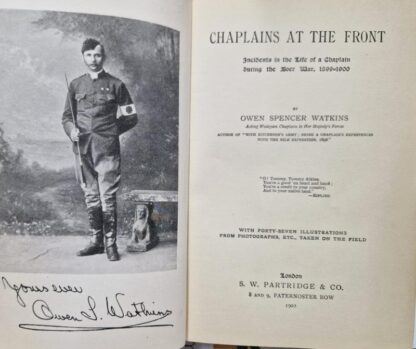 Yours ever
Owen S. Watkins
CHAPLAINS AT THE FRONT
Incidents in the Life of a Chaplain
during the Boer War, 1899-1900
BY
OWEN SPENCER WATKINS
Acting Wesleyan Chaplain to Her Majesty's Forces
AUTHOR OF "WITH KITCHENER'S ARMY; BEING A CHAPLAIN'S EXPERIENCES
WITH THE NILE EXPEDITION, 1898"
"O! Tommy, Tommy Atkins,
You're a good 'un heart and hand;
You're a credit to your country,
And to your native land."
—KIPLING.
WITH FORTY-SEVEN ILLUSTRATIONS
FROM PHOTOGRAPHS, ETC., TAKEN ON THE FIELD
London
S. W. PARTRIDGE & CO.
8 AND 9, PATERNOSTER ROW